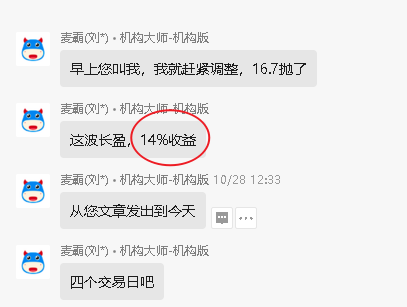 麦霸(刘*)•机构大师-机构版
早上您叫我，我就赶紧调整，16.7抛了
麦霸(刘*)•机构大师-机构版
这波长盈，14%收益
麦霸(刘*)•机构大师-机构版 10/28 12:33
从您文章发出到今天
麦霸(刘*)•机构大师-机构版
四个交易日吧